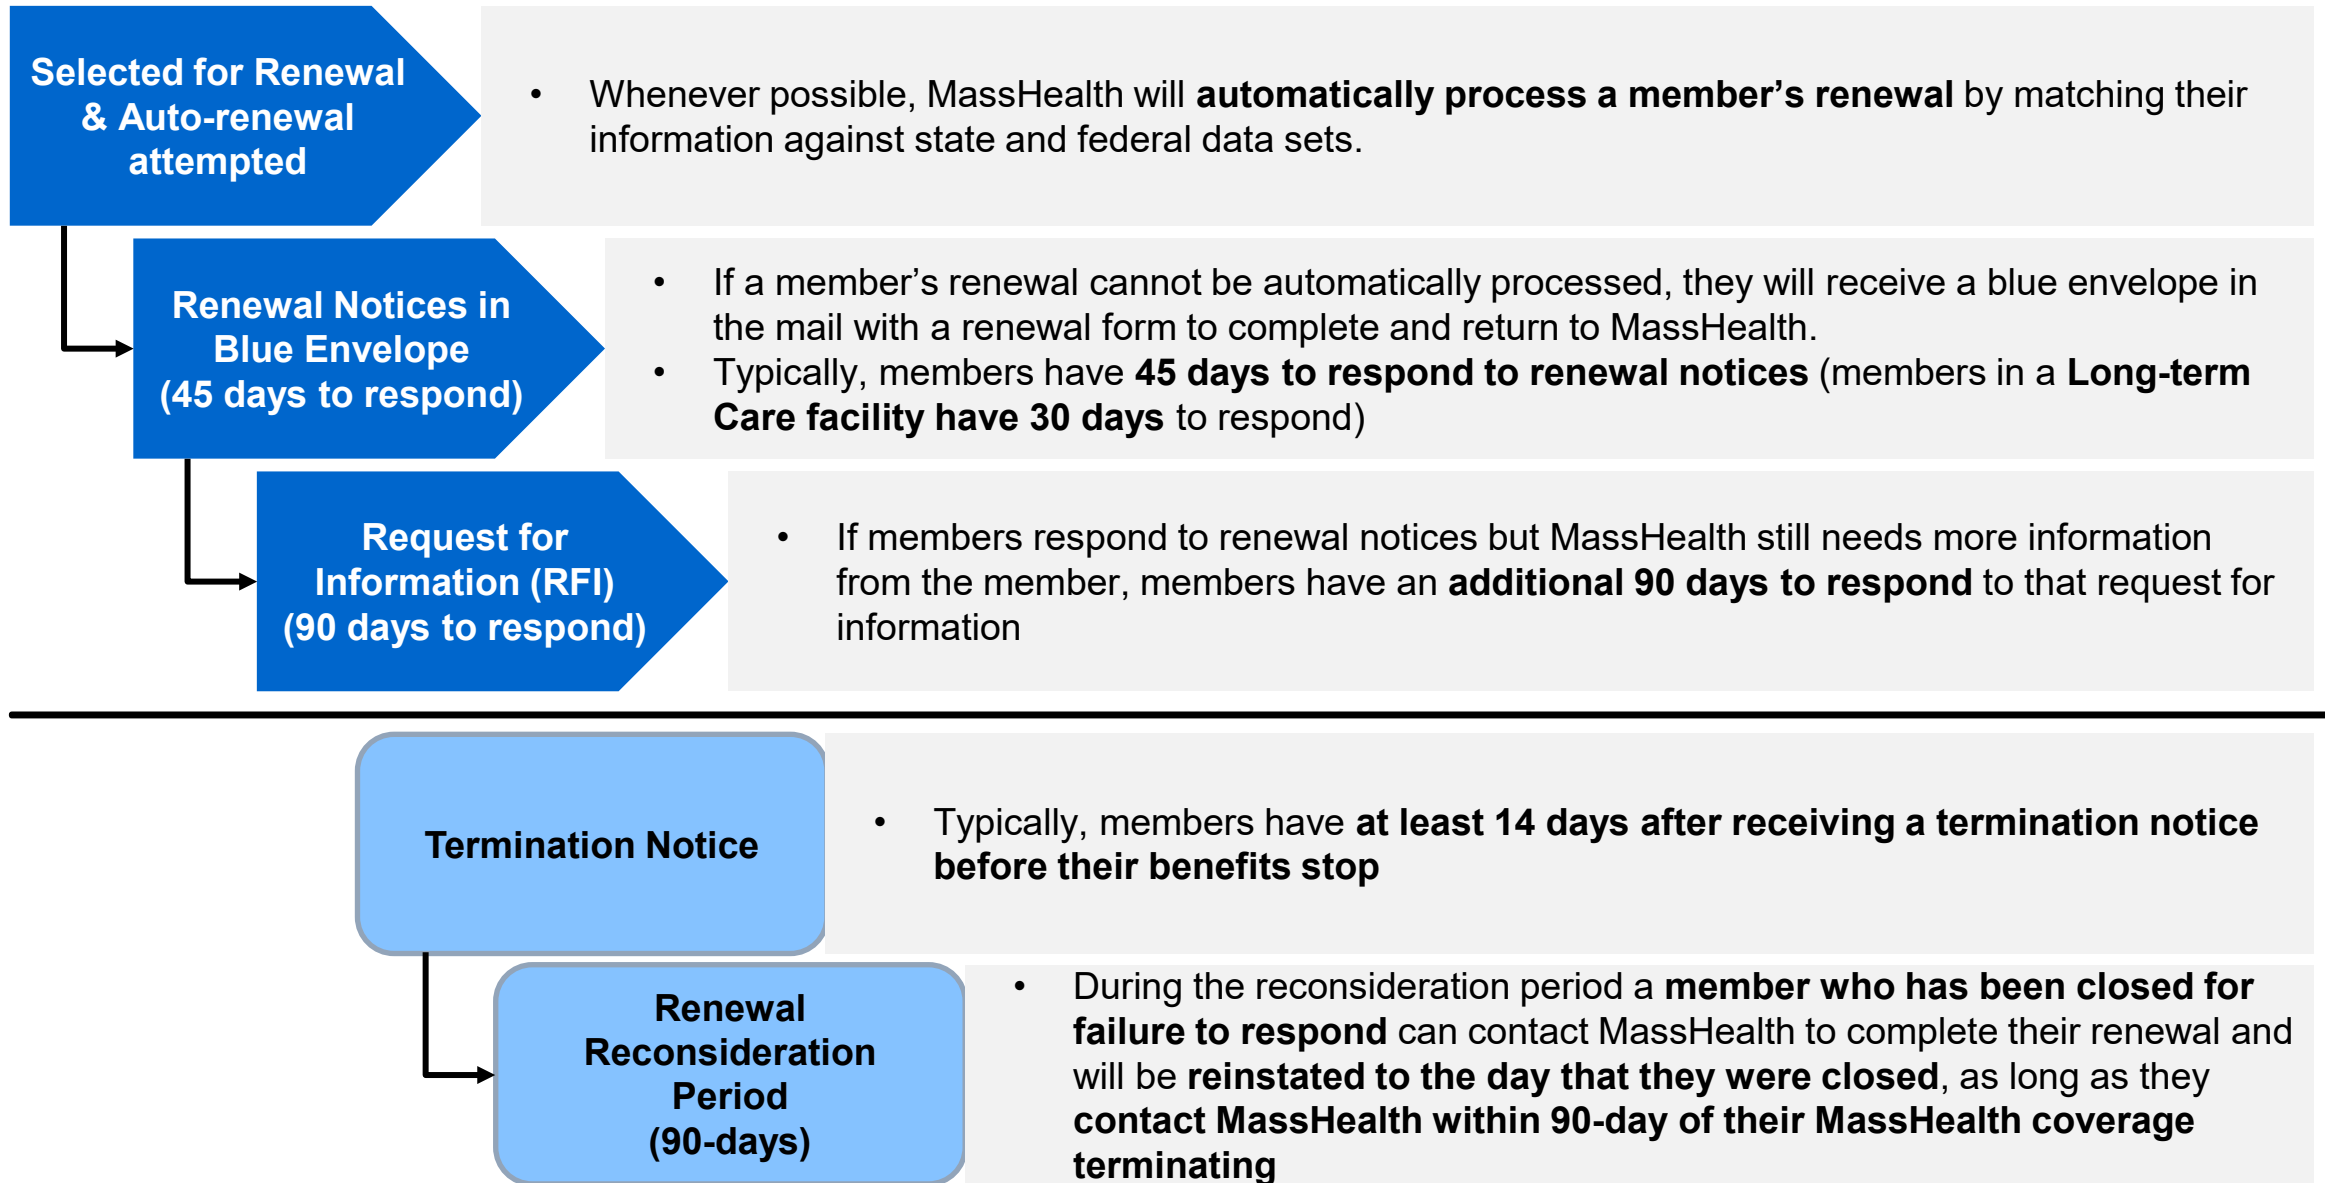 Selected for Renewal
& Auto-renewal
attempted
• Whenever possible, MassHealth will automatically process a member’s renewal by matching their
information against state and federal data sets.
Renewal Notices in
Blue Envelope
(45 days to respond)
• If a member’s renewal cannot be automatically processed, they will receive a blue envelope in
the mail with a renewal form to complete and return to MassHealth.
• Typically, members have 45 days to respond to renewal notices (members in a Long-term
Care facility have 30 days to respond)
Request for
Information (RFI)
(90 days to respond)
• If members respond to renewal notices but MassHealth still needs more information
from the member, members have an additional 90 days to respond to that request for
information
Termination Notice
• Typically, members have at least 14 days after receiving a termination notice
before their benefits stop
Renewal
Reconsideration
Period
(90-days)
• During the reconsideration period a member who has been closed for
failure to respond can contact MassHealth to complete their renewal and
will be reinstated to the day that they were closed, as long as they
contact MassHealth within 90-day of their MassHealth coverage
terminating